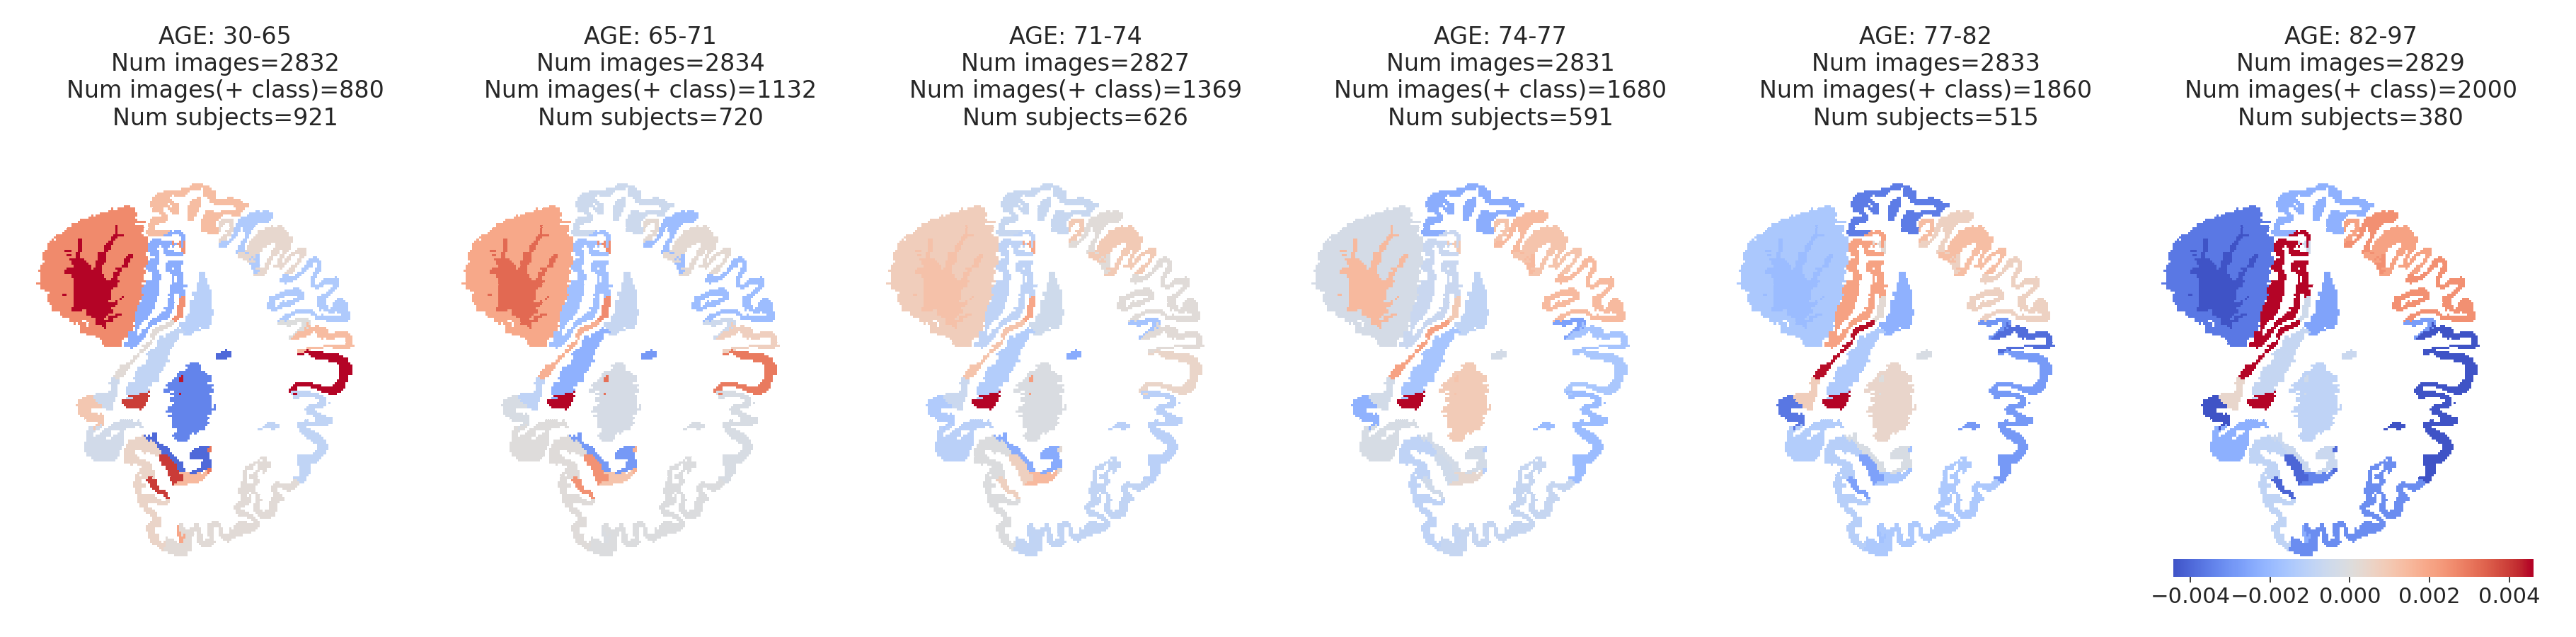 AGE: 30-65
Num images=2832
Num images(+ class)=880
Num subjects=921
AGE: 65-71
Num images=2834
Num images(+ class)=1132
Num subjects=720
AGE: 71-74
Num images=2827
Num images(+ class)=1369
Num subjects=626
AGE: 74-77
Num images=2831
Num images(+ class)=1680
Num subjects=591
AGE: 77-82
Num images=2833
Num images(+ class)=1860
Num subjects=515
AGE: 82-97
Num images=2829
Num images(+ class)=2000
Num subjects=380
−0.004 −0.002 0.000 0.002 0.004